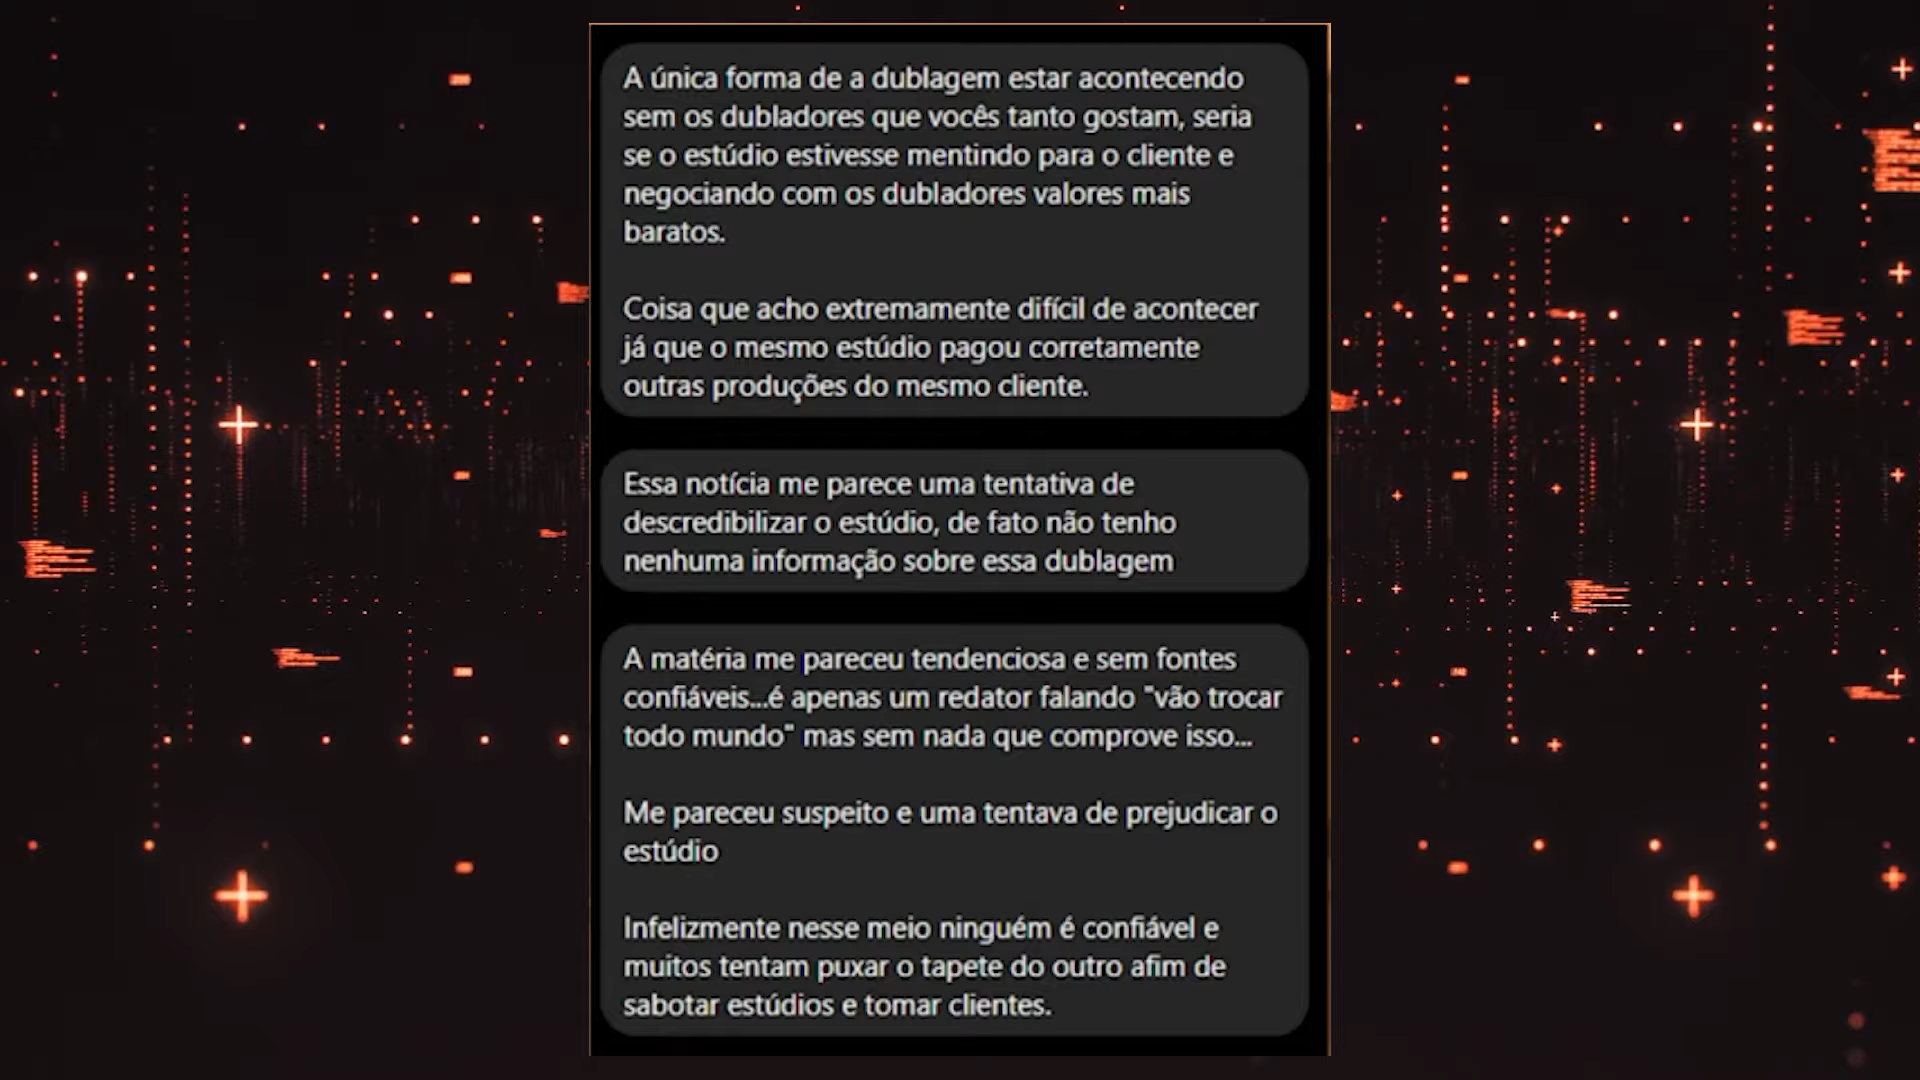 A única forma de a dublagem estar acontecendo
sem os dubladores que vocês tanto gostam, seria
se o estúdio estivesse mentindo para o cliente e
negociando com os dubladores valores mais
baratos.
Coisa que acho extremamente difícil de acontecer
já que o mesmo estúdio pagou corretamente
outras produções do mesmo cliente.
Essa notícia me parece uma tentativa de
descredibilizar o estúdio, de fato não tenho
nenhuma informação sobre essa dublagem
A matéria me pareceu tendenciosa e sem fontes
confiáveis...é apenas um redator falando "vão trocar
todo mundo" mas sem nada que comprove isso...
Me pareceu suspeito e uma tentava de prejudicar o
estúdio
Infelizmente nesse meio ninguém é confiável e
muitos tentam puxar o tapete do outro afim de
sabotar estúdios e tomar clientes.